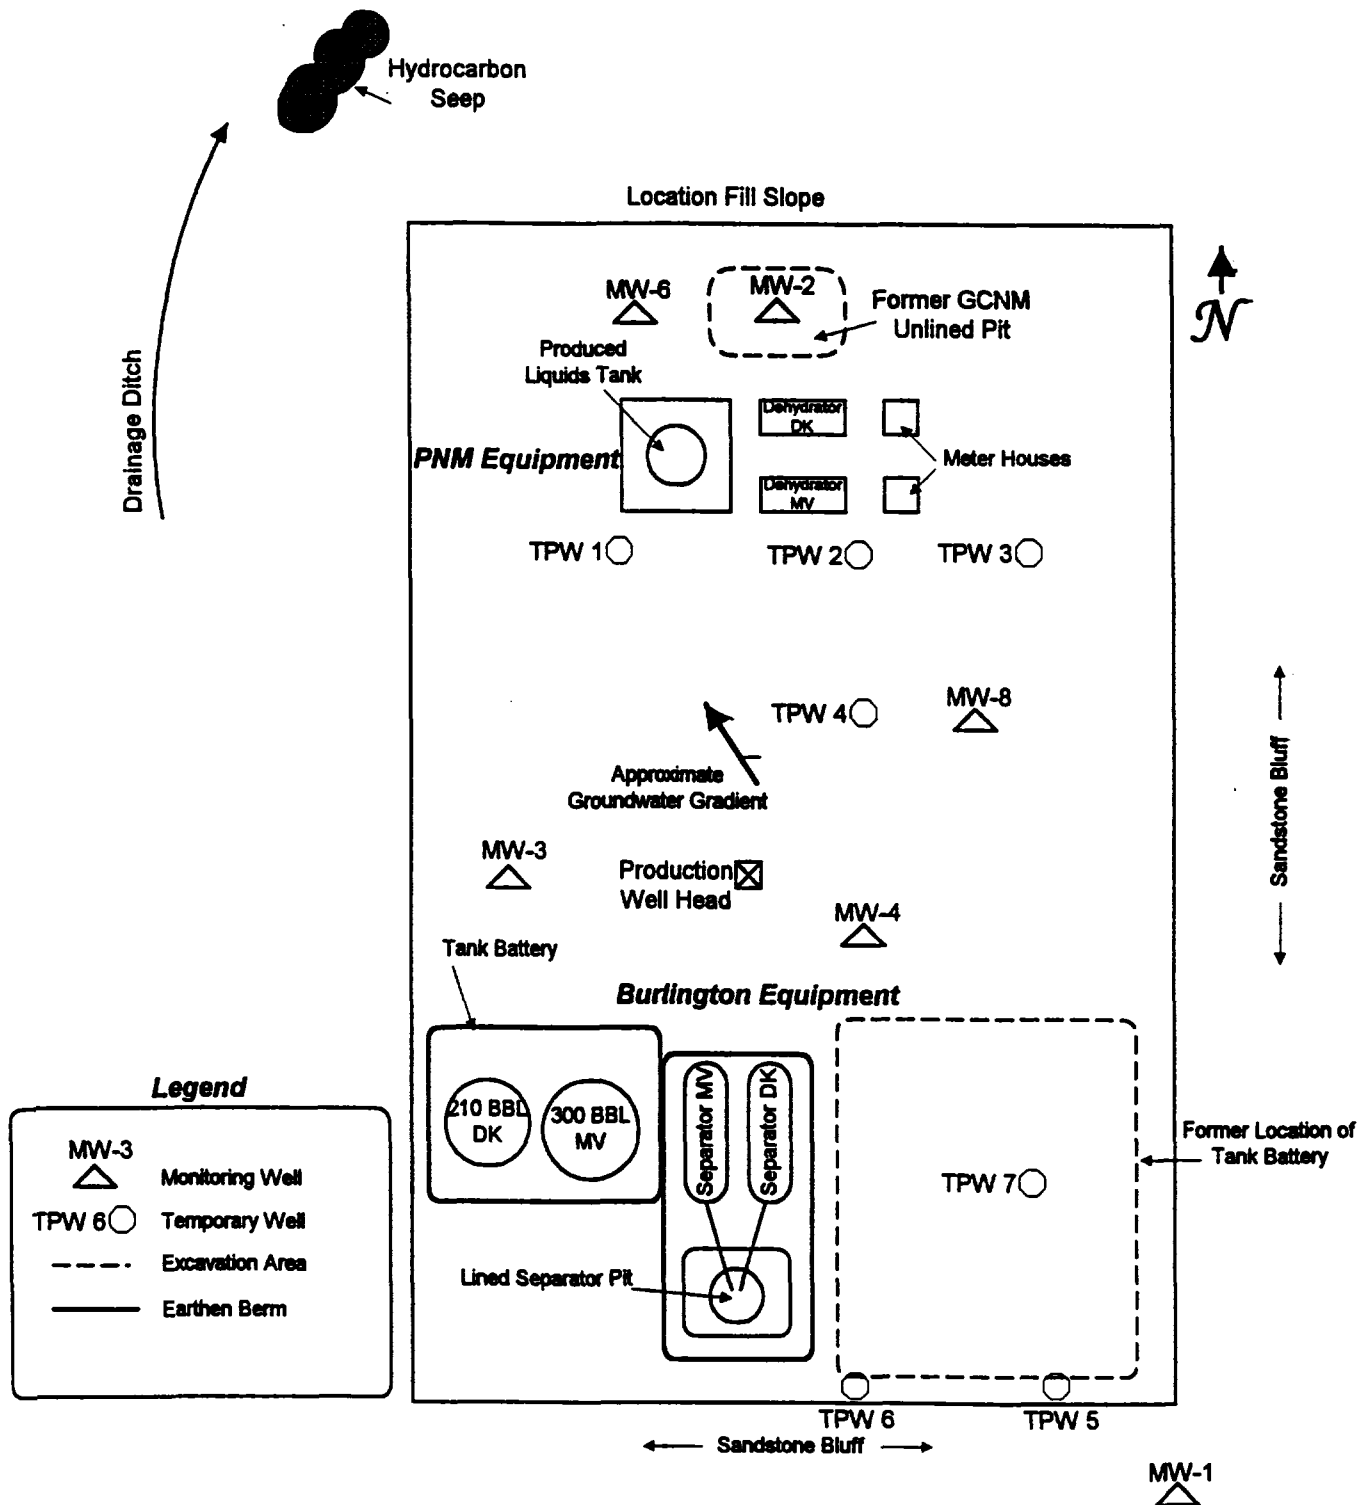 Hydrocarbon
Seep
Location Fill Slope
MW-6
MW-2
Former GCNM
Unlined Pit
N
Produced
Liquids Tank
Drainage Ditch
Dehydrator
DK
PNM Equipment
Meter Houses
Dehydrator
MV
TPW 1
TPW 2
TPW 3
TPW 4
MW-8
Sandstone Bluff
Approximate
Groundwater Gradient
MW-3
Production
Well Head
MW-4
Tank Battery
Burlington Equipment
210 BBL
DK
300 BBL
MV
Separator MV
Separator DK
Former Location of
Tank Battery
TPW 7
Lined Separator Pit
Legend
MW-3
Monitoring Well
TPW 6
Temporary Well
Excavation Area
Earthen Berm
TPW 6
TPW 5
Sandstone Bluff
MW-1